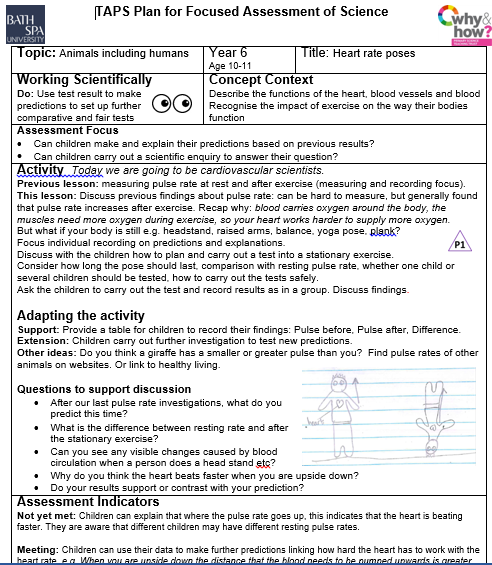 BATH
SPA
UNIVERSITY
TAPS Plan for Focused Assessment of Science
why&
how?
Topic: Animals including humans
Year 6
Age 10-11
Title: Heart rate poses
Working Scientifically
Do: Use test result to make
predictions to set up further
comparative and fair tests
Concept Context
Describe the functions of the heart, blood vessels and blood
Recognise the impact of exercise on the way their bodies
function
Assessment Focus
• Can children make and explain their predictions based on previous results?
• Can children carry out a scientific enquiry to answer their question?
Activity Today we are going to be cardiovascular scientists.
Previous lesson: measuring pulse rate at rest and after exercise (measuring and recording focus).
This lesson: Discuss previous findings about pulse rate: can be hard to measure, but generally found
that pulse rate increases after exercise. Recap why: blood carries oxygen around the body, the
muscles need more oxygen during exercise, so your heart works harder to supply more oxygen.
But what if your body is still e.g. headstand, raised arms, balance, yoga pose, plank?
Focus individual recording on predictions and explanations.
P1
Discuss with the children how to plan and carry out a test into a stationary exercise.
Consider how long the pose should last, comparison with resting pulse rate, whether one child or
several children should be tested, how to carry out the tests safely.
Ask the children to carry out the test and record results as in a group. Discuss findings.
Adapting the activity
Support: Provide a table for children to record their findings: Pulse before, Pulse after, Difference.
Extension: Children carry out further investigation to test new predictions.
Other ideas: Do you think a giraffe has a smaller or greater pulse than you? Find pulse rates of other
animals on websites. Or link to healthy living.
Questions to support discussion
• After our last pulse rate investigations, what do you
predict this time?
• What is the difference between resting rate and after
the stationary exercise?
• Can you see any visible changes caused by blood
circulation when a person does a head stand etc?
• Why do you think the heart beats faster when you are upside down?
• Do your results support or contrast with your prediction?
Assessment Indicators
Not yet met: Children can explain that where the pulse rate goes up, this indicates that the heart is beating
faster. They are aware that different children may have different resting pulse rates.
Meeting: Children can use their data to make further predictions linking how hard the heart has to work with the
heart rate, e.g. When you are upside down the distance that the blood needs to be pumped upwards is greater